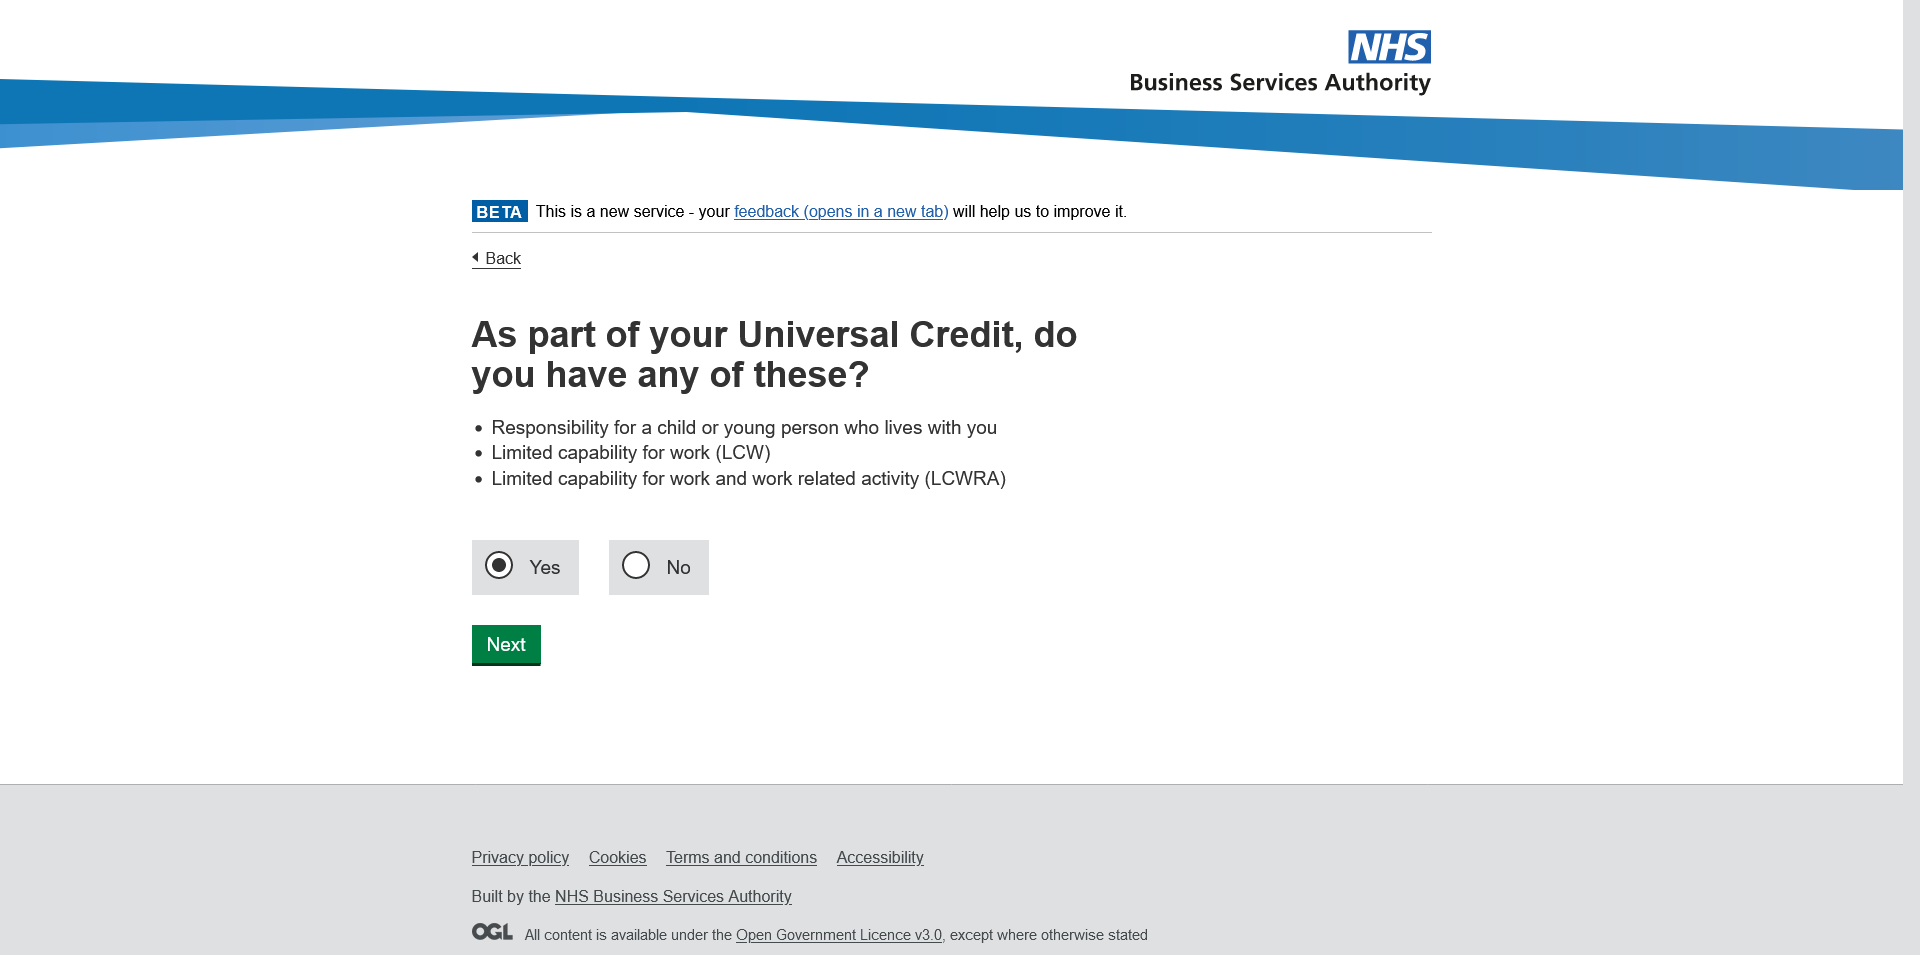 NHS
Business Services Authority
BETA This is a new service - your feedback (opens in a new tab) will help us to improve it.
Back
As part of your Universal Credit, do
you have any of these?
• Responsibility for a child or young person who lives with you
• Limited capability for work (LCW)
• Limited capability for work and work related activity (LCWRA)
Yes No
Next
Privacy policy Cookies Terms and conditions Accessibility
Built by the NHS Business Services Authority
OGL All content is available under the Open Government Licence v3.0, except where otherwise stated